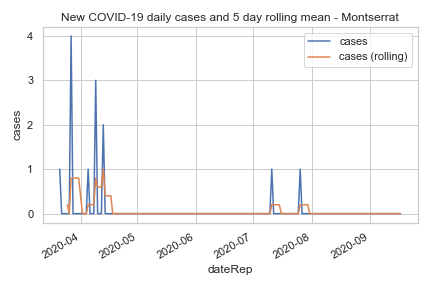 New COVID-19 daily cases and 5 day rolling mean - Montserrat
cases
cases (rolling)
4
3
2
1
0
cases
2020-04
2020-05
2020-06
2020-07
2020-08
2020-09
dateRep